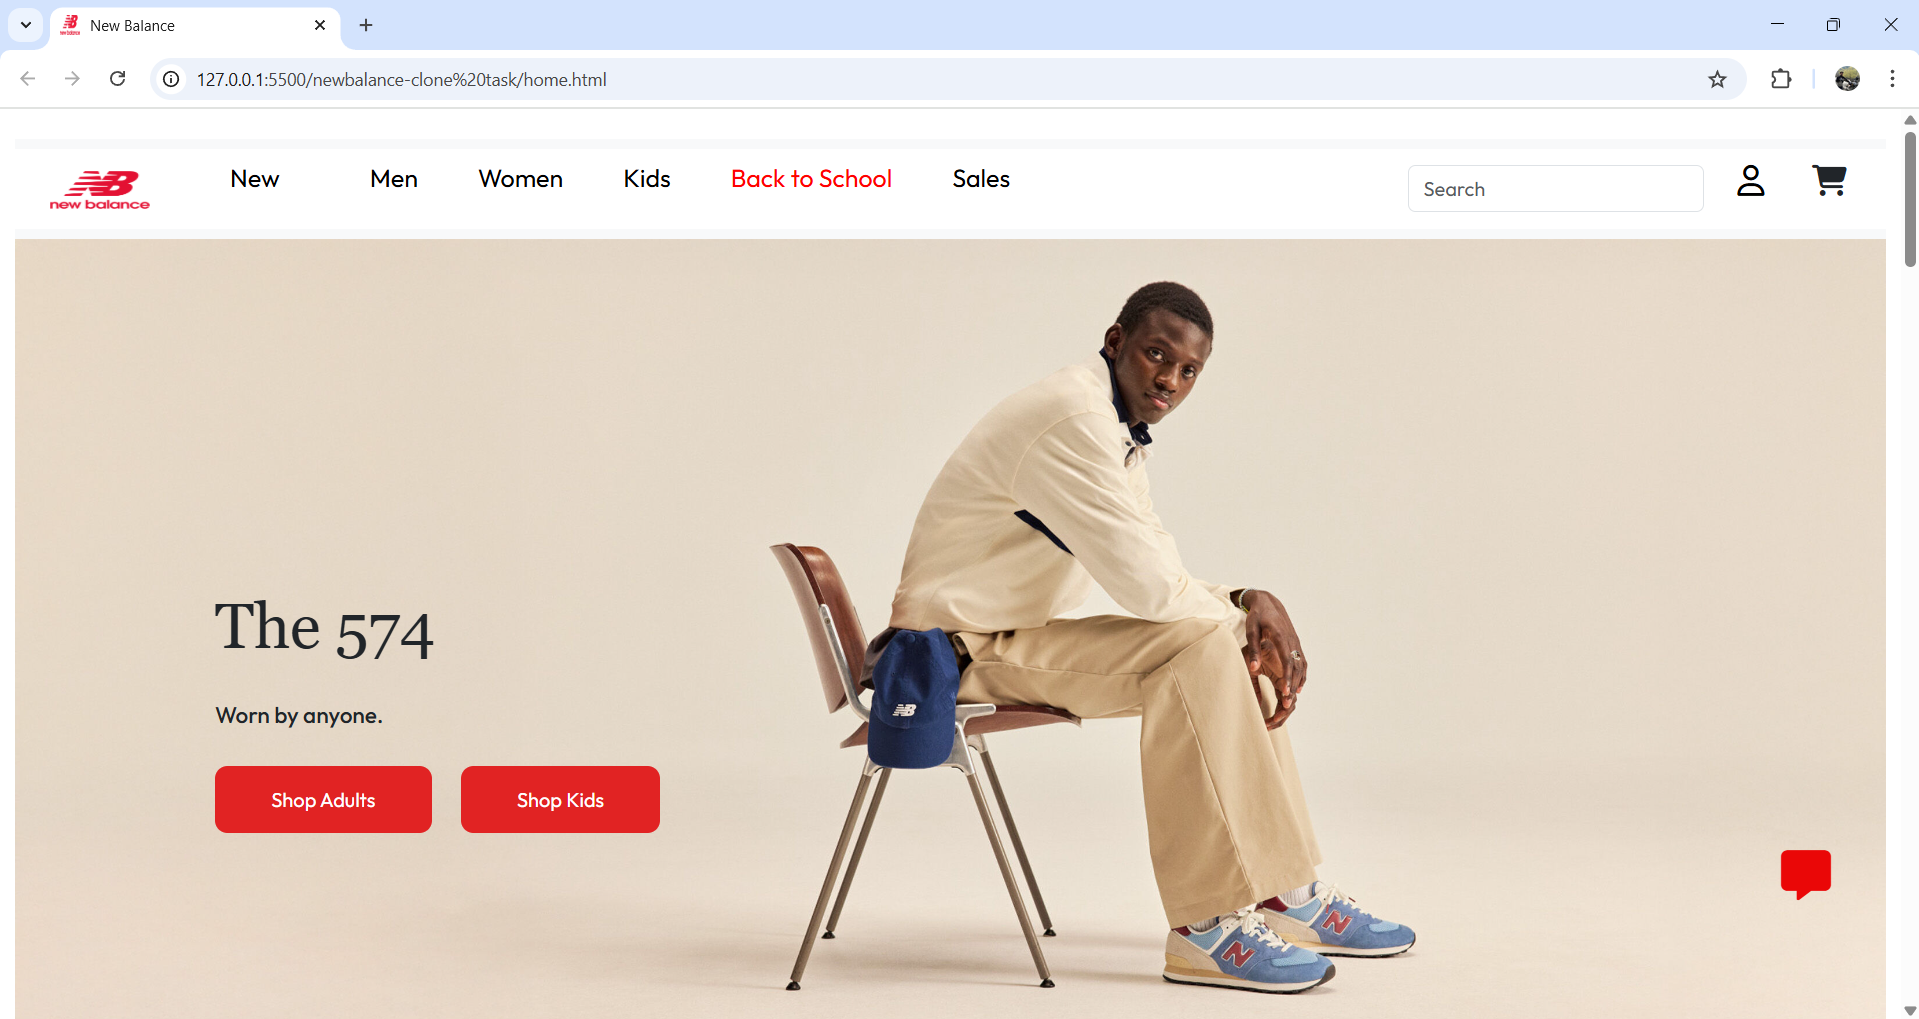 New Balance
127.0.0.1:5500/newbalance-clone%20task/home.html
new balance
New
Men
Women
Kids
Back to School
Sales
Search
The 574
Worn by anyone.
Shop Adults
Shop Kids
NB
N
N